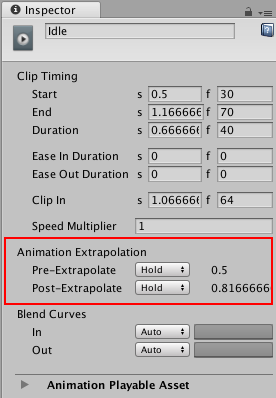 Inspector
Idle
Clip Timing
Start s 0.5 f 30
End s 1.166666 f 70
Duration s 0.666666 f 40
Ease In Duration s 0 f 0
Ease Out Duration s 0 f 0
Clip In s 1.066666 f 64
Speed Multiplier 1
Animation Extrapolation
Pre-Extrapolate Hold 0.5
Post-Extrapolate Hold 0.8166666
Blend Curves
In Auto
Out Auto
Animation Playable Asset